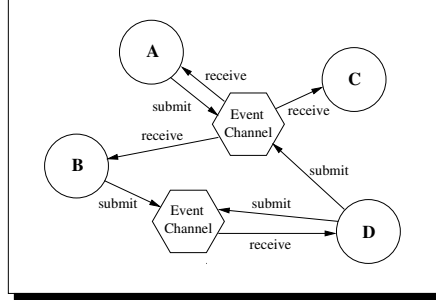 A
receive
C
submit
Event
Channel
receive
receive
B
submit
submit
Event
Channel
submit
D
receive